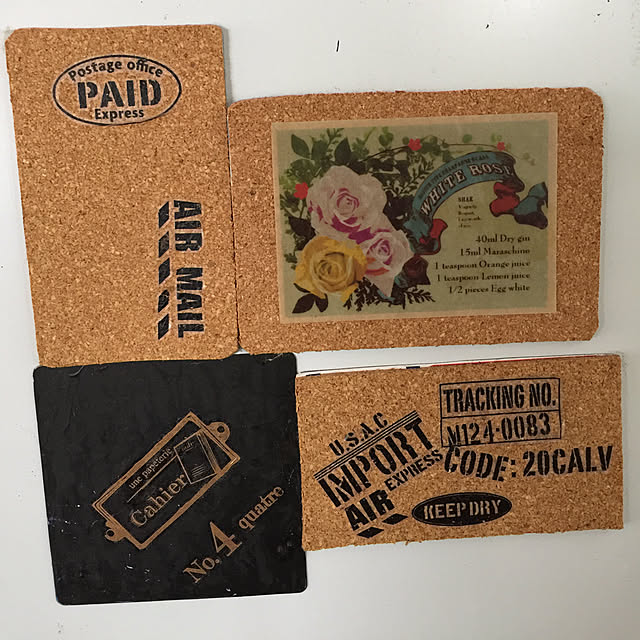 Postage office
PAID
Express
AIR MAIL
WHITE ROSE
SHAKE
40ml Dry gin
15ml Maraschino
1 teaspoon Orange juice
1 teaspoon Lemon juice
1/2 pieces Egg white
une papeterie
Cahier
No. 4 quatre
U.S.A.C
IMPORT
AIR EXPRESS
TRACKING NO.
M124-0083
CODE: 20CALV
KEEP DRY